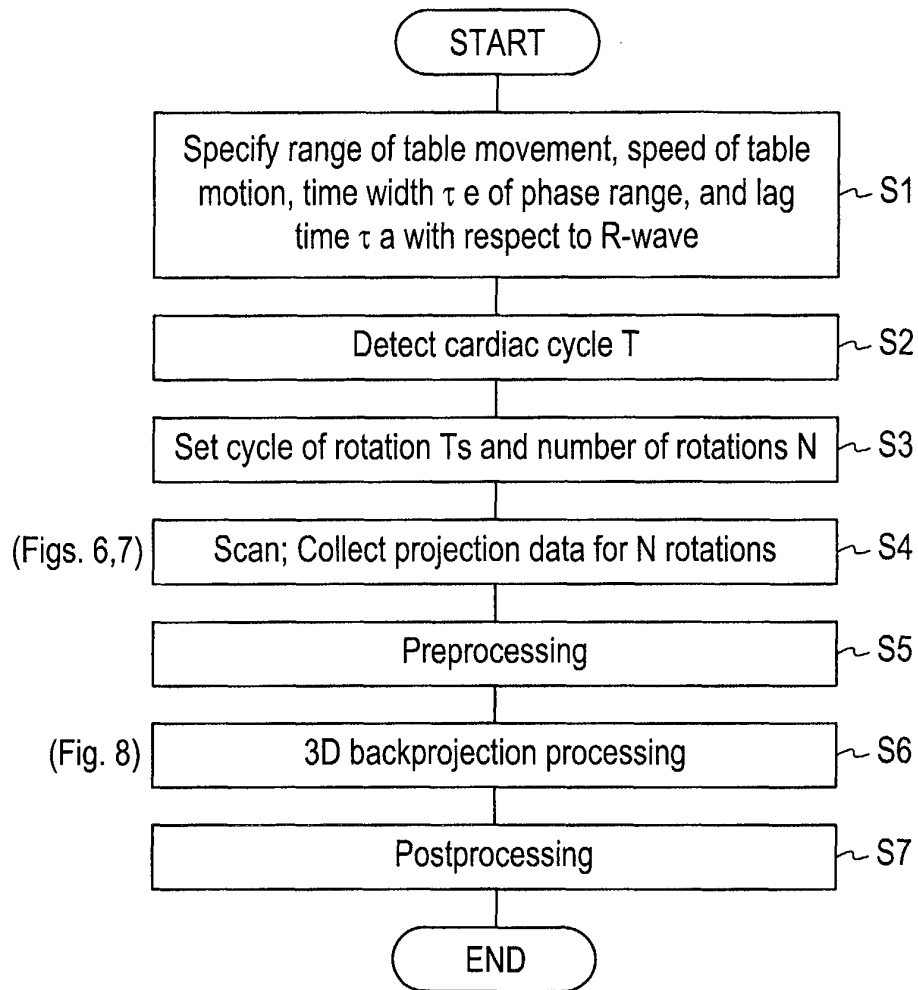 START
Specify range of table movement, speed of table
motion, time width τ e of phase range, and lag
time τ a with respect to R-wave
S1
Detect cardiac cycle T
S2
Set cycle of rotation Ts and number of rotations N
S3
(Figs. 6,7)
Scan; Collect projection data for N rotations
S4
Preprocessing
S5
(Fig. 8)
3D backprojection processing
S6
Postprocessing
S7
END